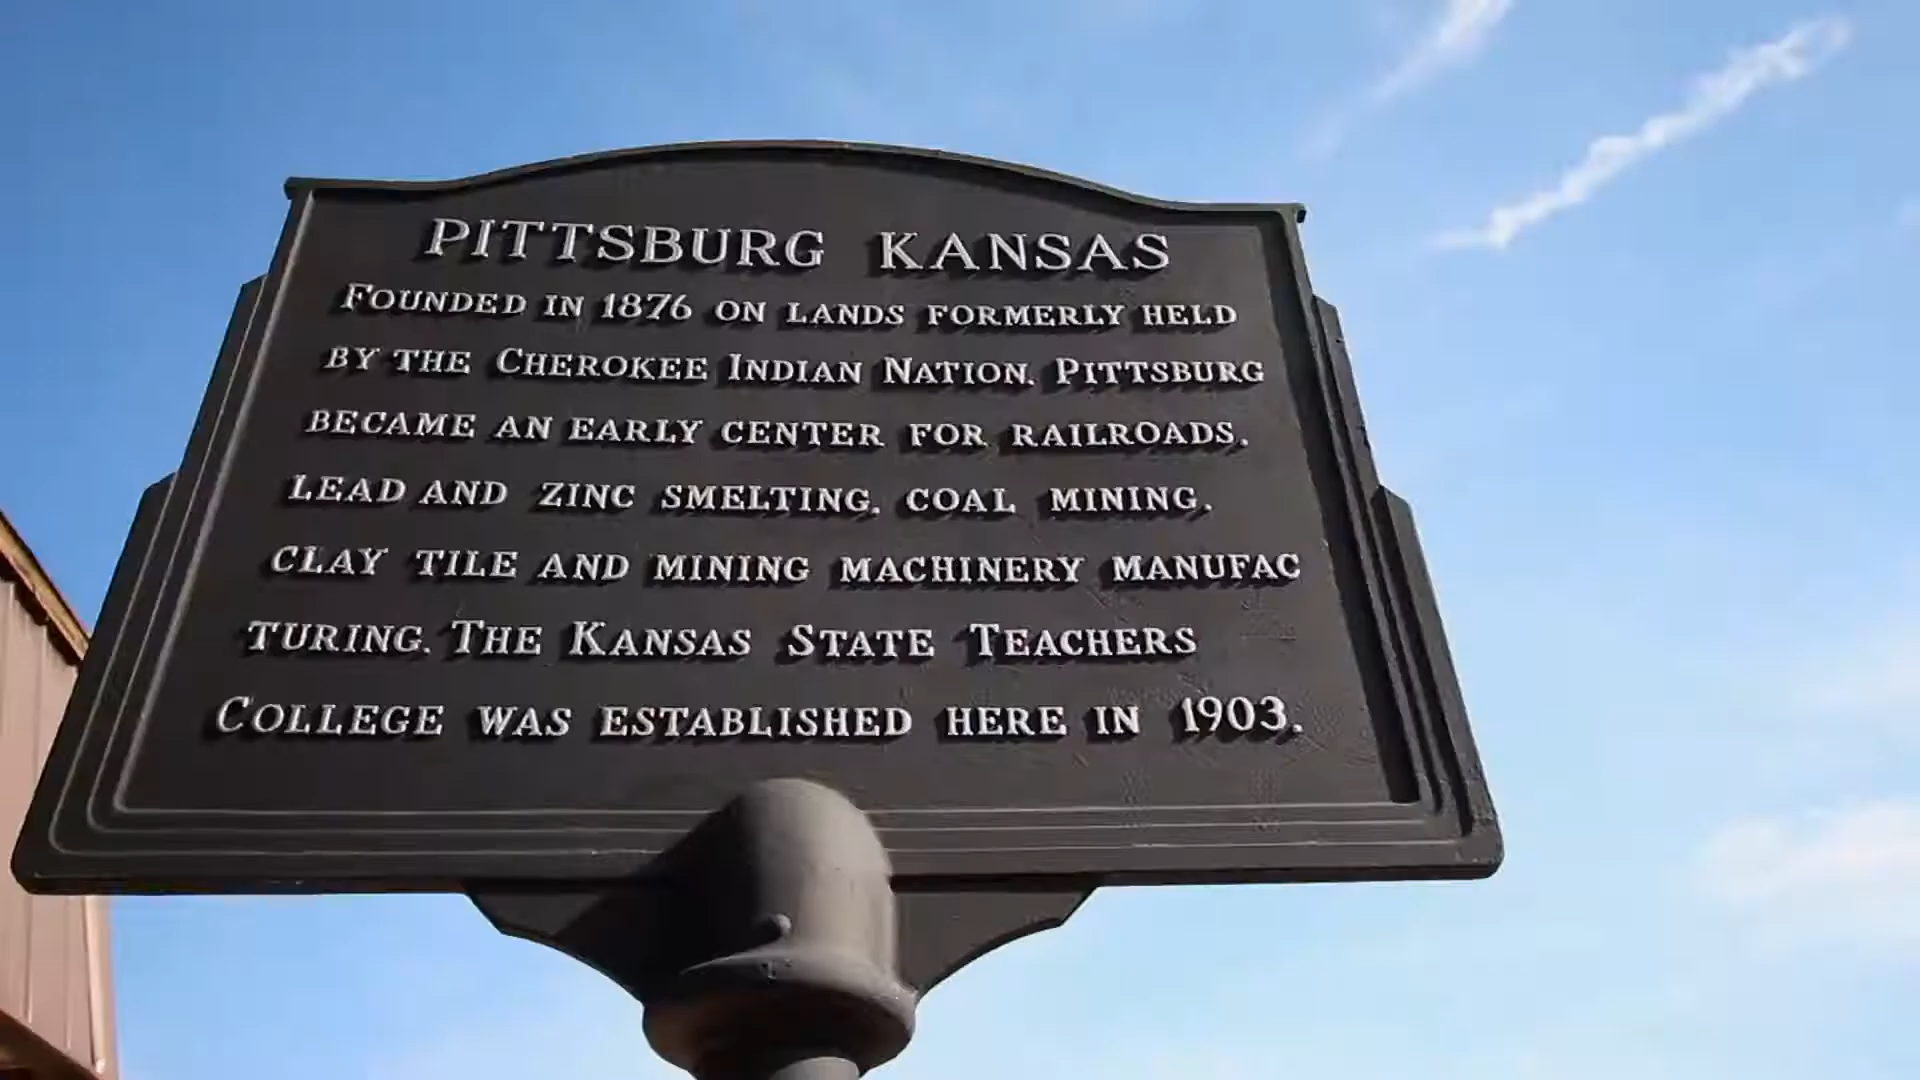 PITTSBURG KANSAS
FOUNDED IN 1876 ON LANDS FORMERLY HELD
BY THE CHEROKEE INDIAN NATION. PITTSBURG
BECAME AN EARLY CENTER FOR RAILROADS,
LEAD AND ZINC SMELTING, COAL MINING,
CLAY TILE AND MINING MACHINERY MANUFAC
TURING. THE KANSAS STATE TEACHERS
COLLEGE WAS ESTABLISHED HERE IN 1903.